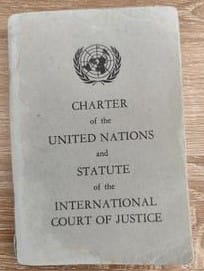 CHARTER
of the
UNITED NATIONS
and
STATUTE
of the
INTERNATIONAL
COURT OF JUSTICE